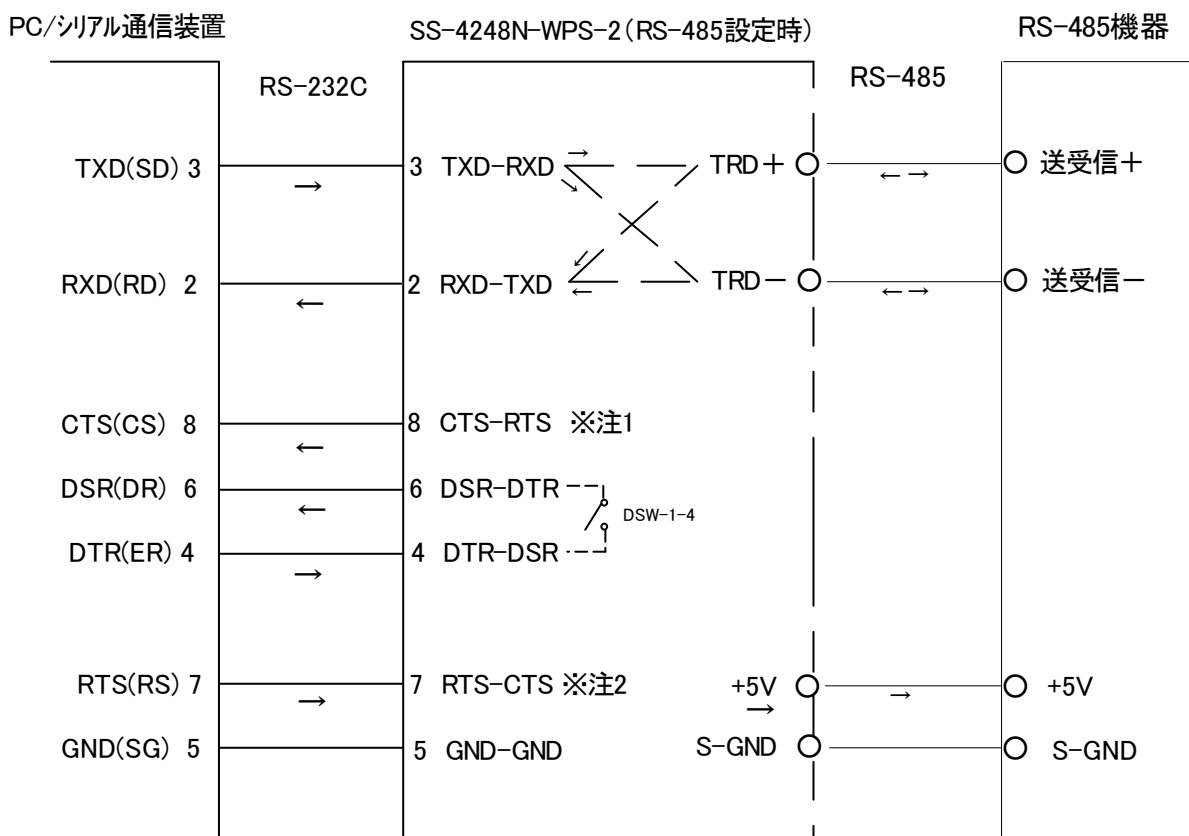 PC/シリアル通信装置
SS-4248N-WPS-2(RS-485設定時)
RS-485機器
RS-232C
RS-485
TXD(SD) 3
3 TXD-RXD
TRD+
送受信+
RXD(RD) 2
2 RXD-TXD
TRD-
送受信-
CTS(CS) 8
8 CTS-RTS ※注1
DSR(DR) 6
6 DSR-DTR
DSW-1-4
DTR(ER) 4
4 DTR-DSR
RTS(RS) 7
7 RTS-CTS ※注2
+5V
+5V
GND(SG) 5
5 GND-GND
S-GND
S-GND